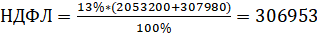 НДФЛ = 13%*(2053200+307980) / 100% = 306953